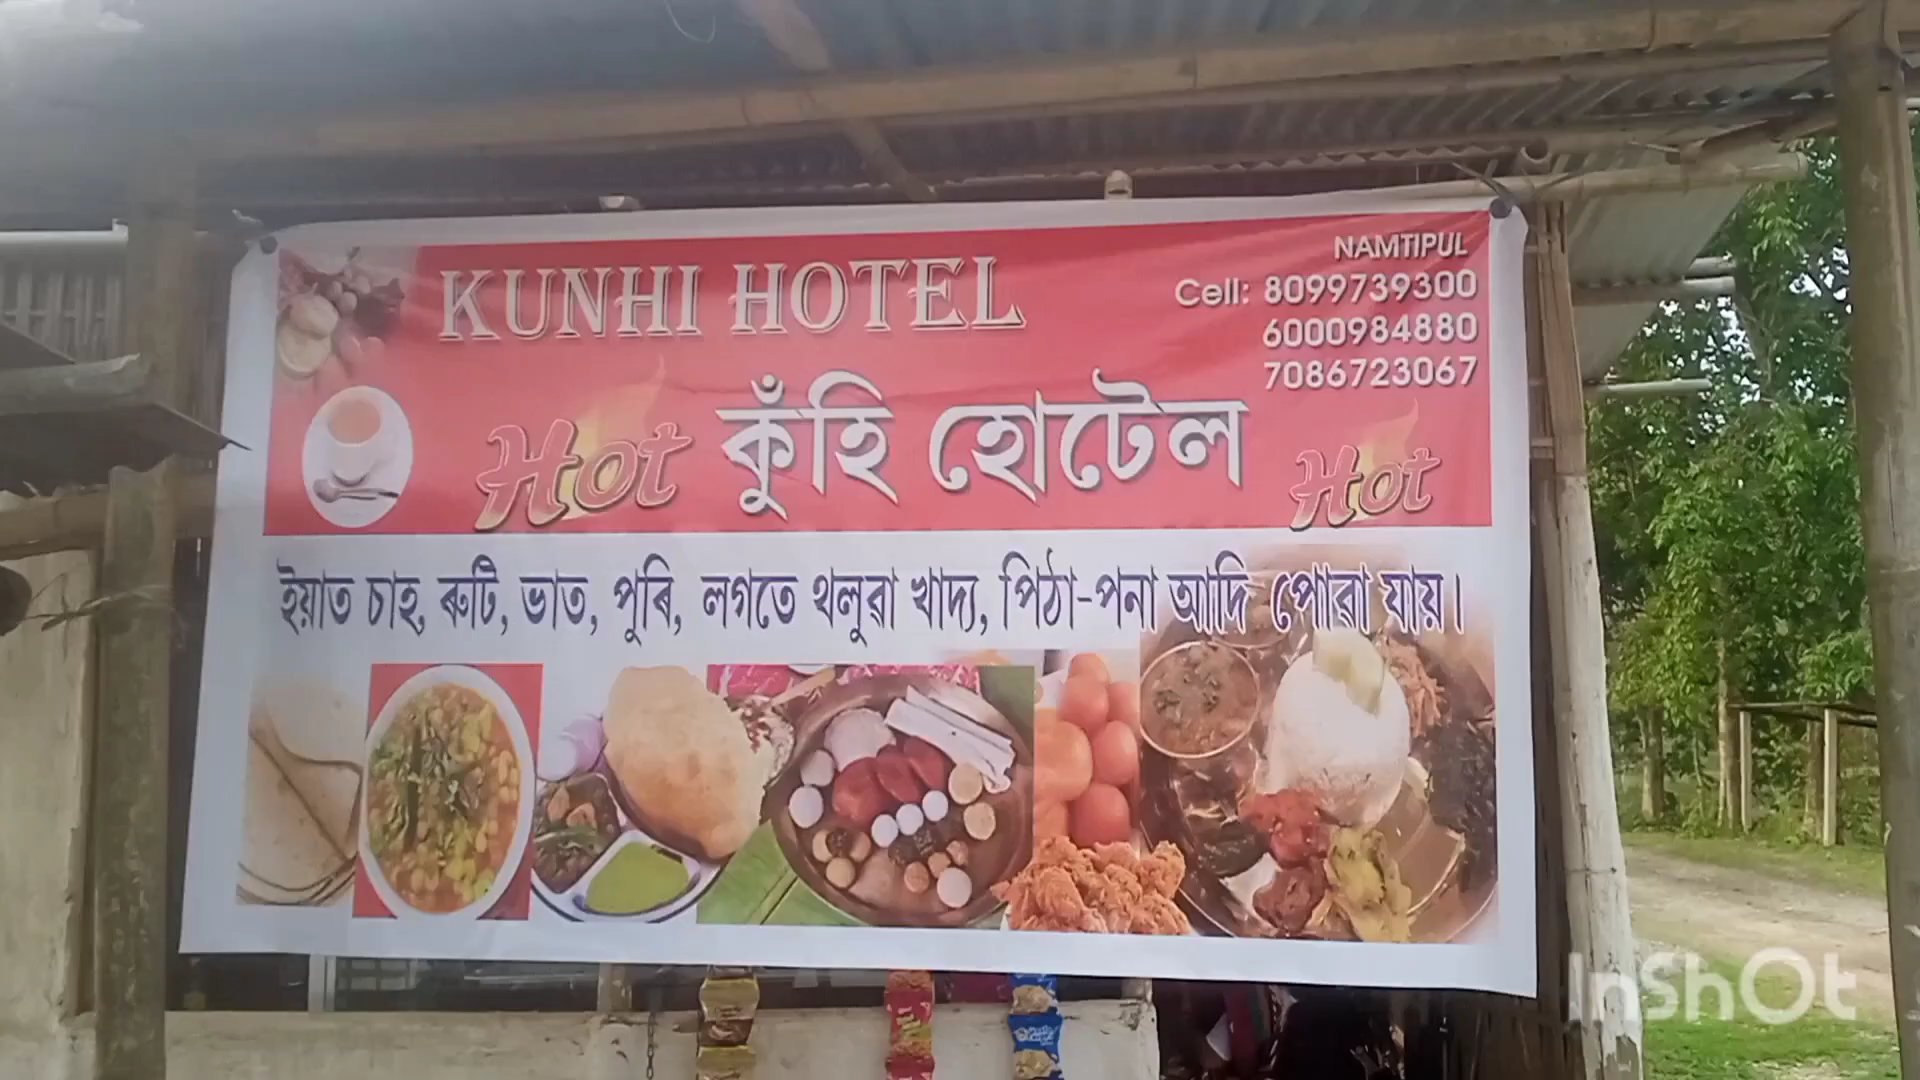 NAMTIPUL
KUNHI HOTEL
Cell: 8099739300
6000984880
7086723067
Hot কুঁহি হোটেল Hot
ইয়াত চাহ, ৰুটি, ভাত, পুৰি, লগতে থলুৱা খাদ্য, পিঠা-পনা আদি পোৱা যায়।
InShOt